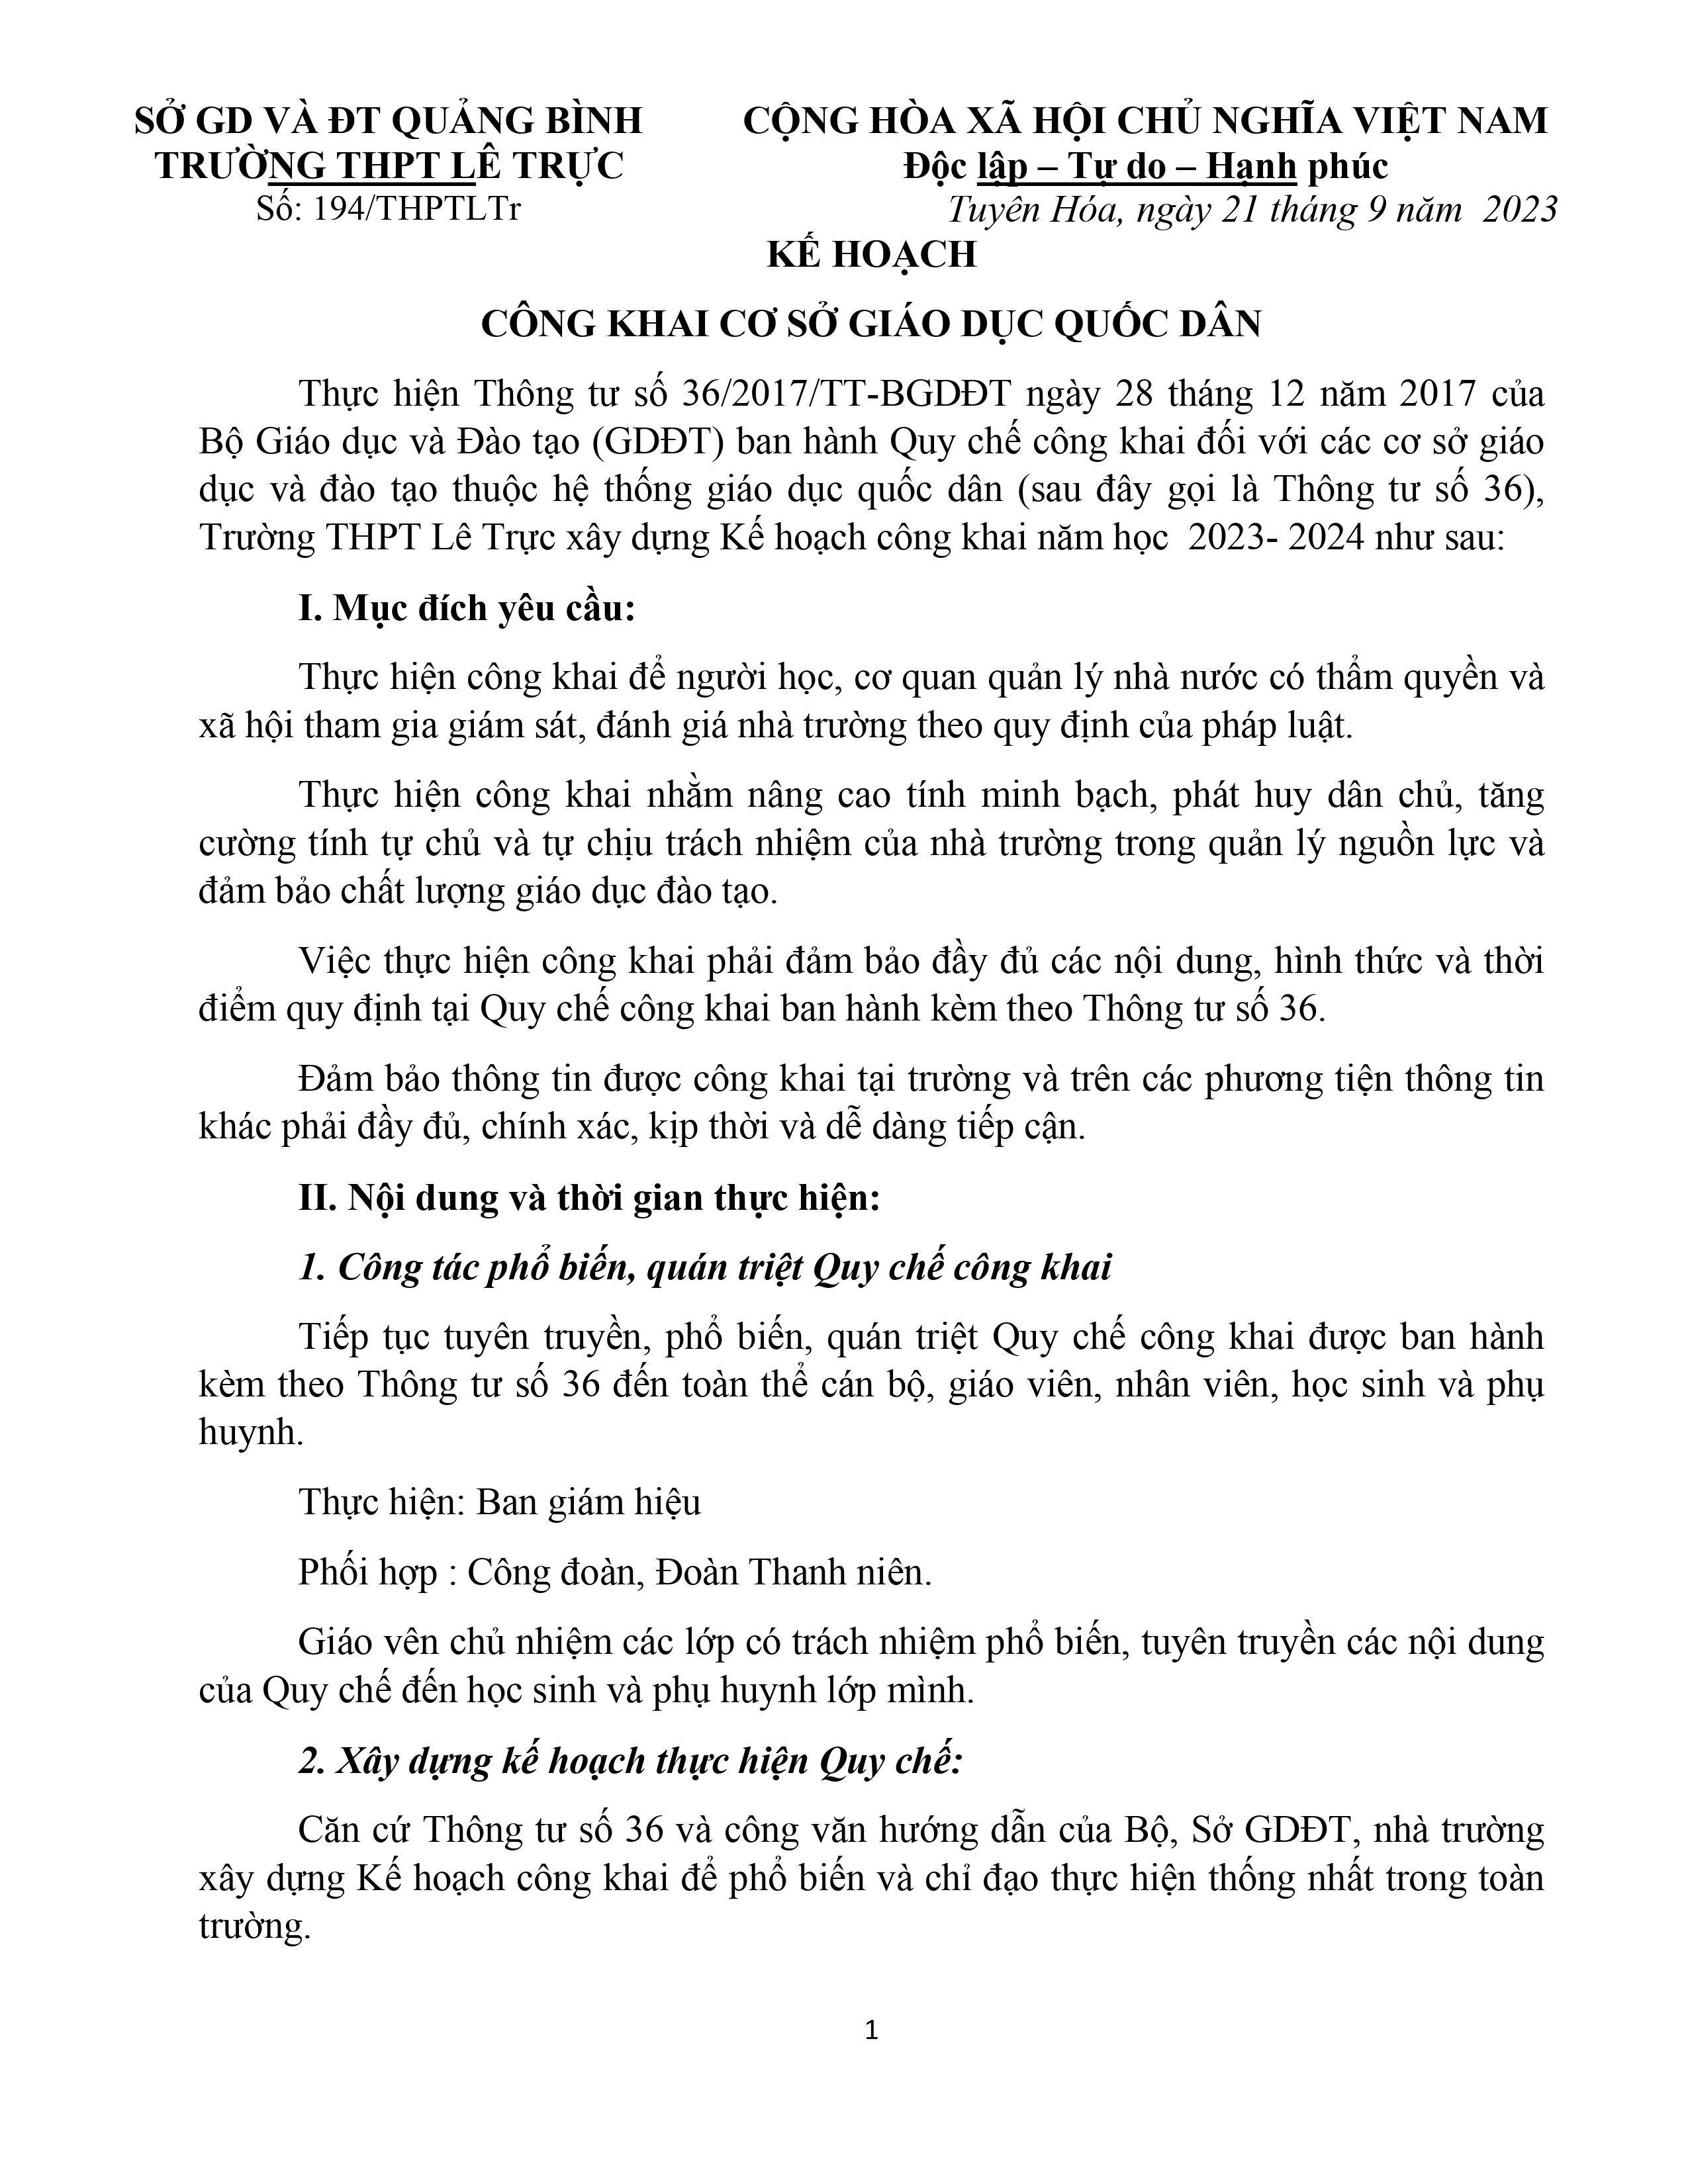 SỞ GD VÀ ĐT QUẢNG BÌNH
TRƯỜNG THPT LÊ TRỰC
Số: 194/THPTLTr
CỘNG HÒA XÃ HỘI CHỦ NGHĨA VIỆT NAM
Độc lập – Tự do – Hạnh phúc
Tuyên Hóa, ngày 21 tháng 9 năm 2023
KẾ HOẠCH
CÔNG KHAI CƠ SỞ GIÁO DỤC QUỐC DÂN
Thực hiện Thông tư số 36/2017/TT-BGDĐT ngày 28 tháng 12 năm 2017 của
Bộ Giáo dục và Đào tạo (GDĐT) ban hành Quy chế công khai đối với các cơ sở giáo
dục và đào tạo thuộc hệ thống giáo dục quốc dân (sau đây gọi là Thông tư số 36),
Trường THPT Lê Trực xây dựng Kế hoạch công khai năm học 2023- 2024 như sau:
I. Mục đích yêu cầu:
Thực hiện công khai để người học, cơ quan quản lý nhà nước có thẩm quyền và
xã hội tham gia giám sát, đánh giá nhà trường theo quy định của pháp luật.
Thực hiện công khai nhằm nâng cao tính minh bạch, phát huy dân chủ, tăng
cường tính tự chủ và tự chịu trách nhiệm của nhà trường trong quản lý nguồn lực và
đảm bảo chất lượng giáo dục đào tạo.
Việc thực hiện công khai phải đảm bảo đầy đủ các nội dung, hình thức và thời
điểm quy định tại Quy chế công khai ban hành kèm theo Thông tư số 36.
Đảm bảo thông tin được công khai tại trường và trên các phương tiện thông tin
khác phải đầy đủ, chính xác, kịp thời và dễ dàng tiếp cận.
II. Nội dung và thời gian thực hiện:
1. Công tác phổ biến, quán triệt Quy chế công khai
Tiếp tục tuyên truyền, phổ biến, quán triệt Quy chế công khai được ban hành
kèm theo Thông tư số 36 đến toàn thể cán bộ, giáo viên, nhân viên, học sinh và phụ
huynh.
Thực hiện: Ban giám hiệu
Phối hợp : Công đoàn, Đoàn Thanh niên.
Giáo vên chủ nhiệm các lớp có trách nhiệm phổ biến, tuyên truyền các nội dung
của Quy chế đến học sinh và phụ huynh lớp mình.
2. Xây dựng kế hoạch thực hiện Quy chế:
Căn cứ Thông tư số 36 và công văn hướng dẫn của Bộ, Sở GDĐT, nhà trường
xây dựng Kế hoạch công khai để phổ biến và chỉ đạo thực hiện thống nhất trong toàn
trường.
1